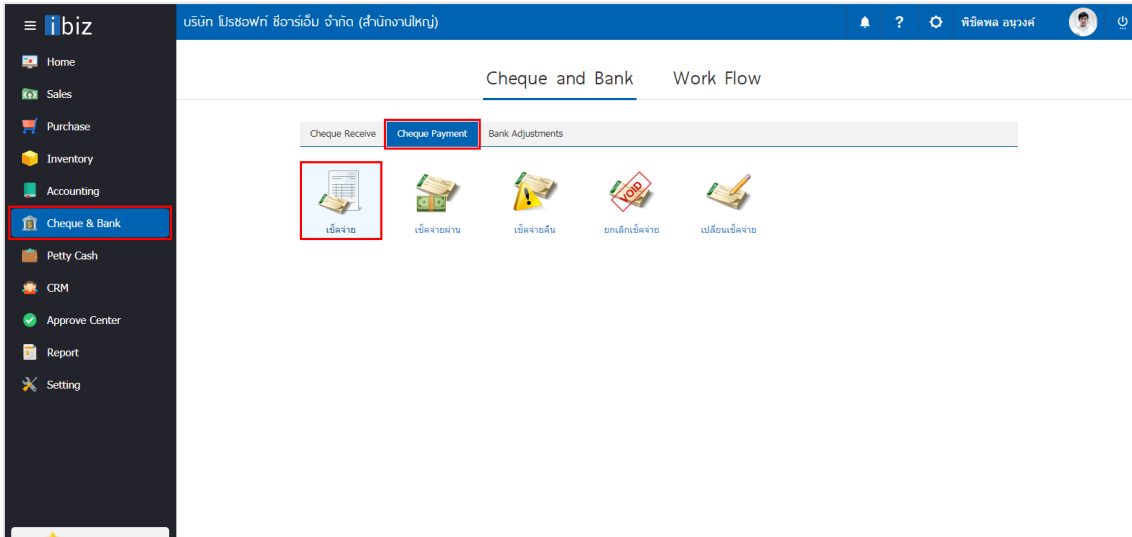 ibiz
บริษัท โปรซอฟท์ ซีอาร์เอ็ม จำกัด (สำนักงานใหญ่)
?
พิชิตพล อนุวงศ์
Home
Sales
Purchase
Inventory
Accounting
Cheque & Bank
Petty Cash
CRM
Approve Center
Report
Setting
Cheque and Bank
Work Flow
Cheque Receive
Cheque Payment
Bank Adjustments
VOID
เช็คจ่าย
เช็คจ่ายผ่าน
เช็คจ่ายคืน
ยกเลิกเช็คจ่าย
เปลี่ยนเช็คจ่าย